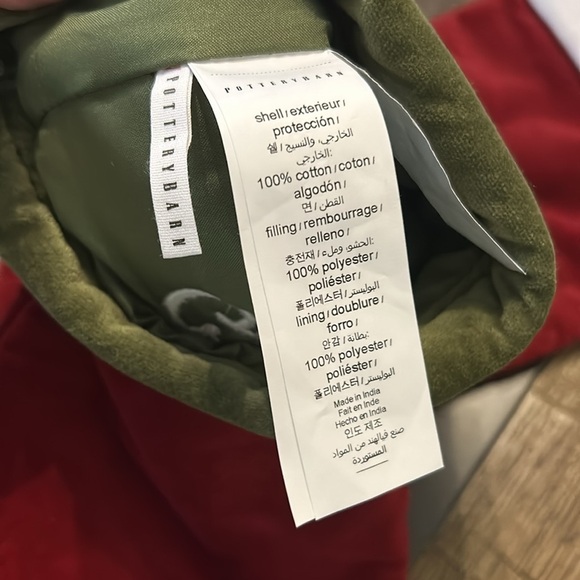 POTTERYBARN
POTTERYBARN
shell / exterieur /
protección /
쉘 / الخارجي، والنسيج
الخارجي:
100% cotton / coton /
algodón /
면 / القطن
filling / rembourrage /
relleno /
충전재 / الحشو، وملء:
100% polyester /
poliéster /
폴리에스터 / البوليستر
lining / doublure /
forro /
안감 / بطانة:
100% polyester /
poliéster /
폴리에스터 / البوليستر
Made in India
Fait en Inde
Hecho en India
인도 제조
صنع في الهند من المواد
المستوردة